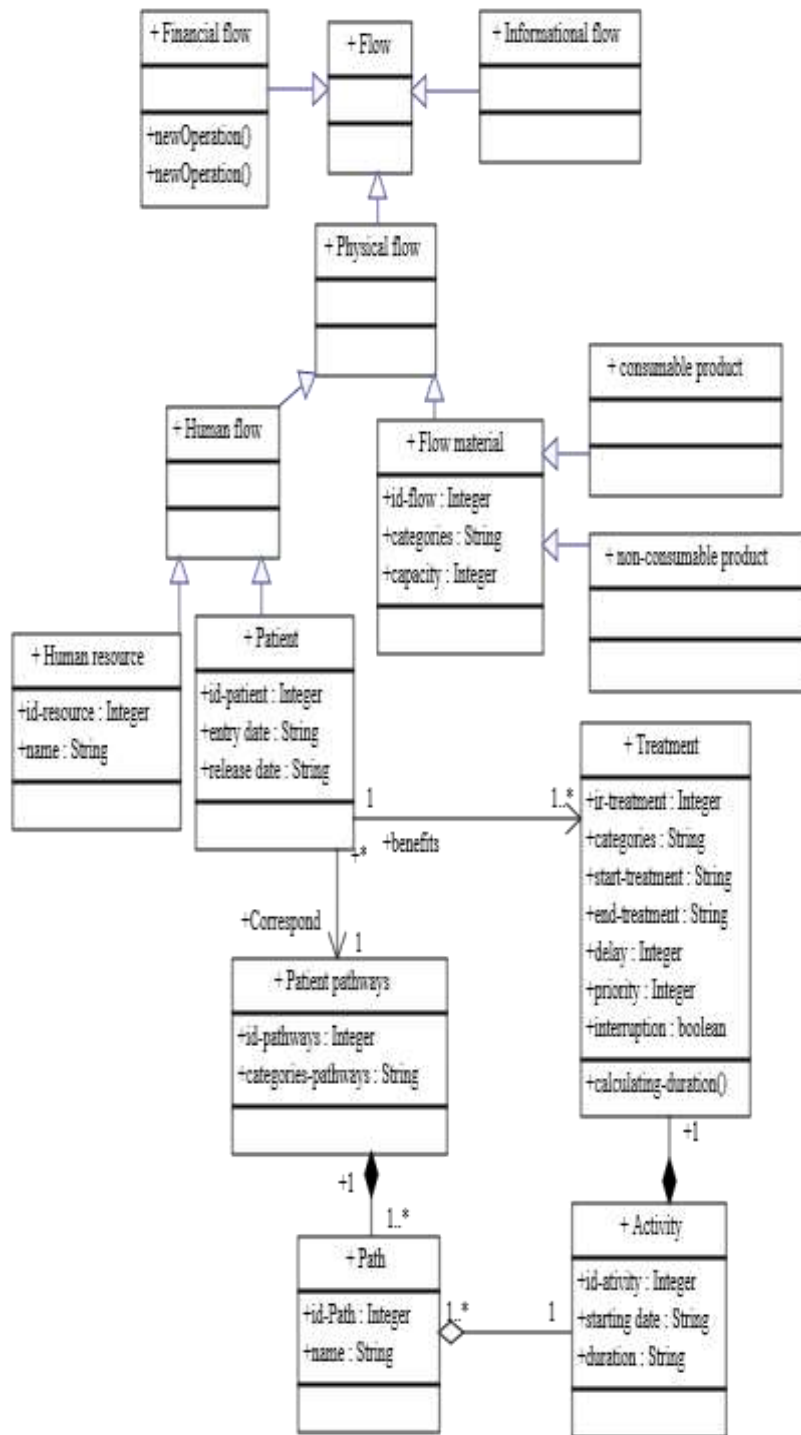 + Financial flow
+newOperation()
+newOperation()
+ Flow
+ Informational flow
+ Physical flow
+ consumable product
+ Human flow
+ Flow material
+id-flow : Integer
+categories : String
+capacity : Integer
+ non-consumable product
+ Human resource
+id-resource : Integer
+name : String
+ Patient
+id-patient : Integer
+entry date : String
+release date : String
1
1..*
+benefits
+*
+Correspond
1
+ Treatment
+ir-treatment : Integer
+categories : String
+start-treatment : String
+end-treatment : String
+delay : Integer
+priority : Integer
+interruption : boolean
+calculating-duration()
+ Patient pathways
+id-pathways : Integer
+categories-pathways : String
+1
1..*
+1
+ Path
+id-Path : Integer
+name : String
1..*
1
+ Activity
+id-ativity : Integer
+starting date : String
+duration : String